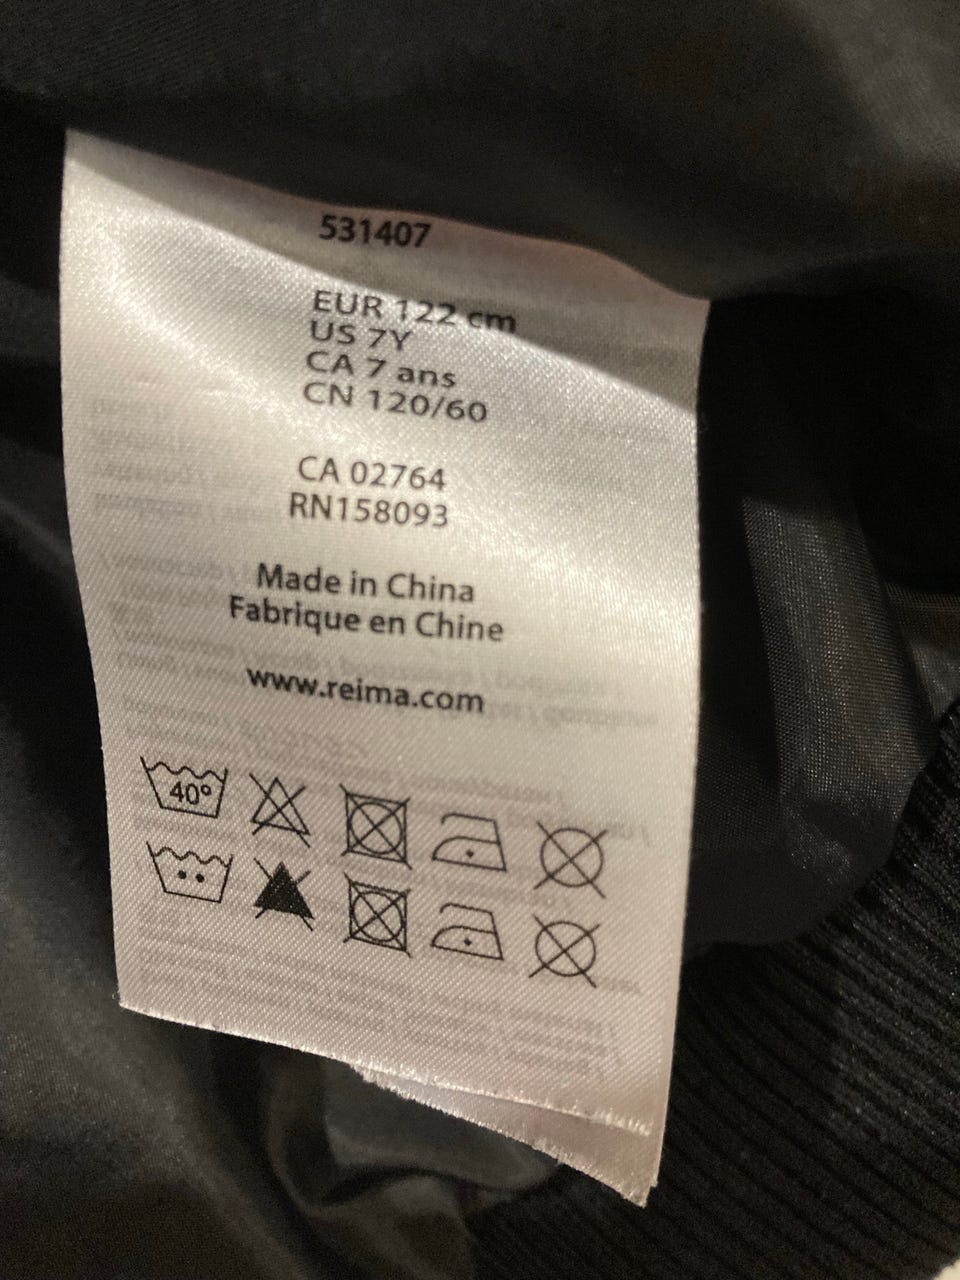 531407
EUR 122 cm
US 7Y
CA 7 ans
CN 120/60
CA 02764
RN158093
Made in China
Fabrique en Chine
www.reima.com
40°